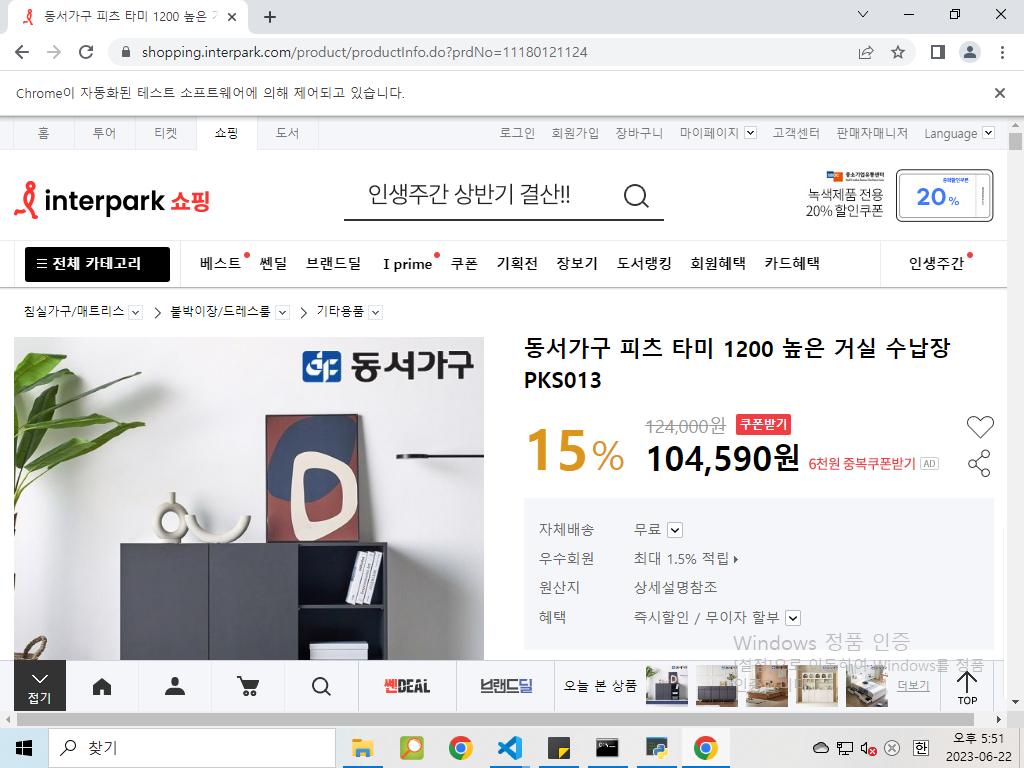 동서가구 피츠 타미 1200 높은 거
shopping.interpark.com/product/productInfo.do?prdNo=11180121124
Chrome이 자동화된 테스트 소프트웨어에 의해 제어되고 있습니다.
홈 투어 티켓 쇼핑 도서 로그인 회원가입 장바구니 마이페이지 고객센터 판매자매니저 Language
interpark 쇼핑
인생주간 상반기 결산!!
중소기업유통센터
녹색제품 전용
20% 할인쿠폰
중복할인쿠폰
20%
전체 카테고리 베스트 쎈딜 브랜드딜 I prime 쿠폰 기획전 장보기 도서랭킹 회원혜택 카드혜택 인생주간
침실가구/매트리스 붙박이장/드레스룸 기타용품
동서가구
동서가구 피츠 타미 1200 높은 거실 수납장
PKS013
15%
124,000원 쿠폰받기
104,590원 6천원 중복쿠폰받기 AD
자체배송 무료
우수회원 최대 1.5% 적립
원산지 상세설명참조
혜택 즉시할인 / 무이자 할부
Windows 정품 인증
[설정]으로 이동하여 Windows를 정품
접기
쎈DEAL
브랜드딜
오늘 본 상품
더보기
TOP
찾기
한
오후 5:51
2023-06-22